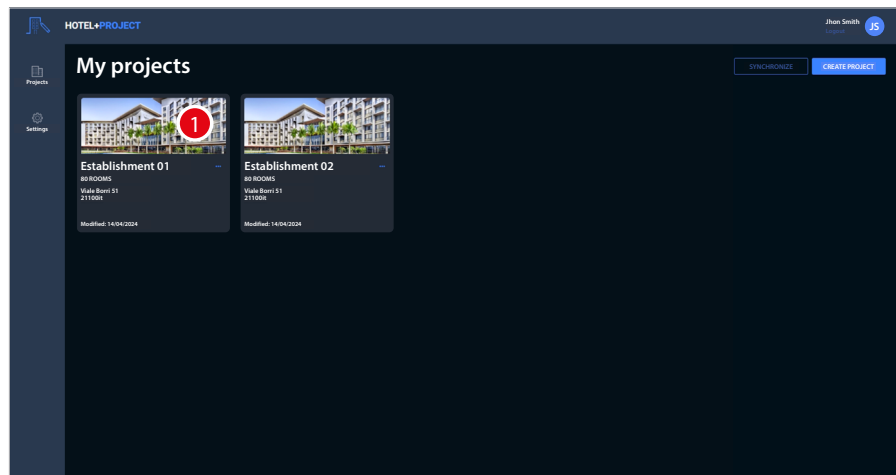 HOTEL+PROJECT
Jhon Smith
Logout
JS
Projects
Settings
My projects
SYNCHRONIZE
CREATE PROJECT
1
Establishment 01
...
80 ROOMS
Viale Borri 51
21100it
Modified: 14/04/2024
Establishment 02
...
80 ROOMS
Viale Borri 51
21100it
Modified: 14/04/2024